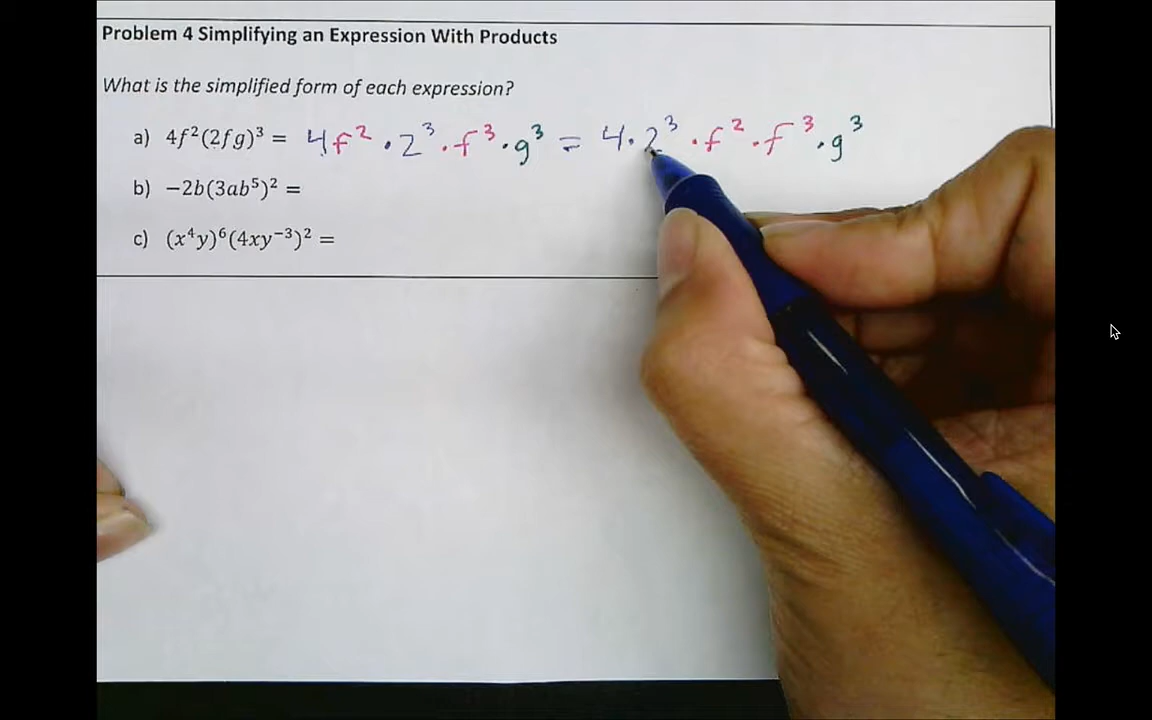 Problem 4 Simplifying an Expression With Products
What is the simplified form of each expression?
a) 4f²(2fg)³ = 4f² · 2³ · f³ · g³ = 4 · 2³ · f² · f³ · g³
b) −2b(3ab⁵)² =
c) (x⁴y)⁶(4xy⁻³)² =